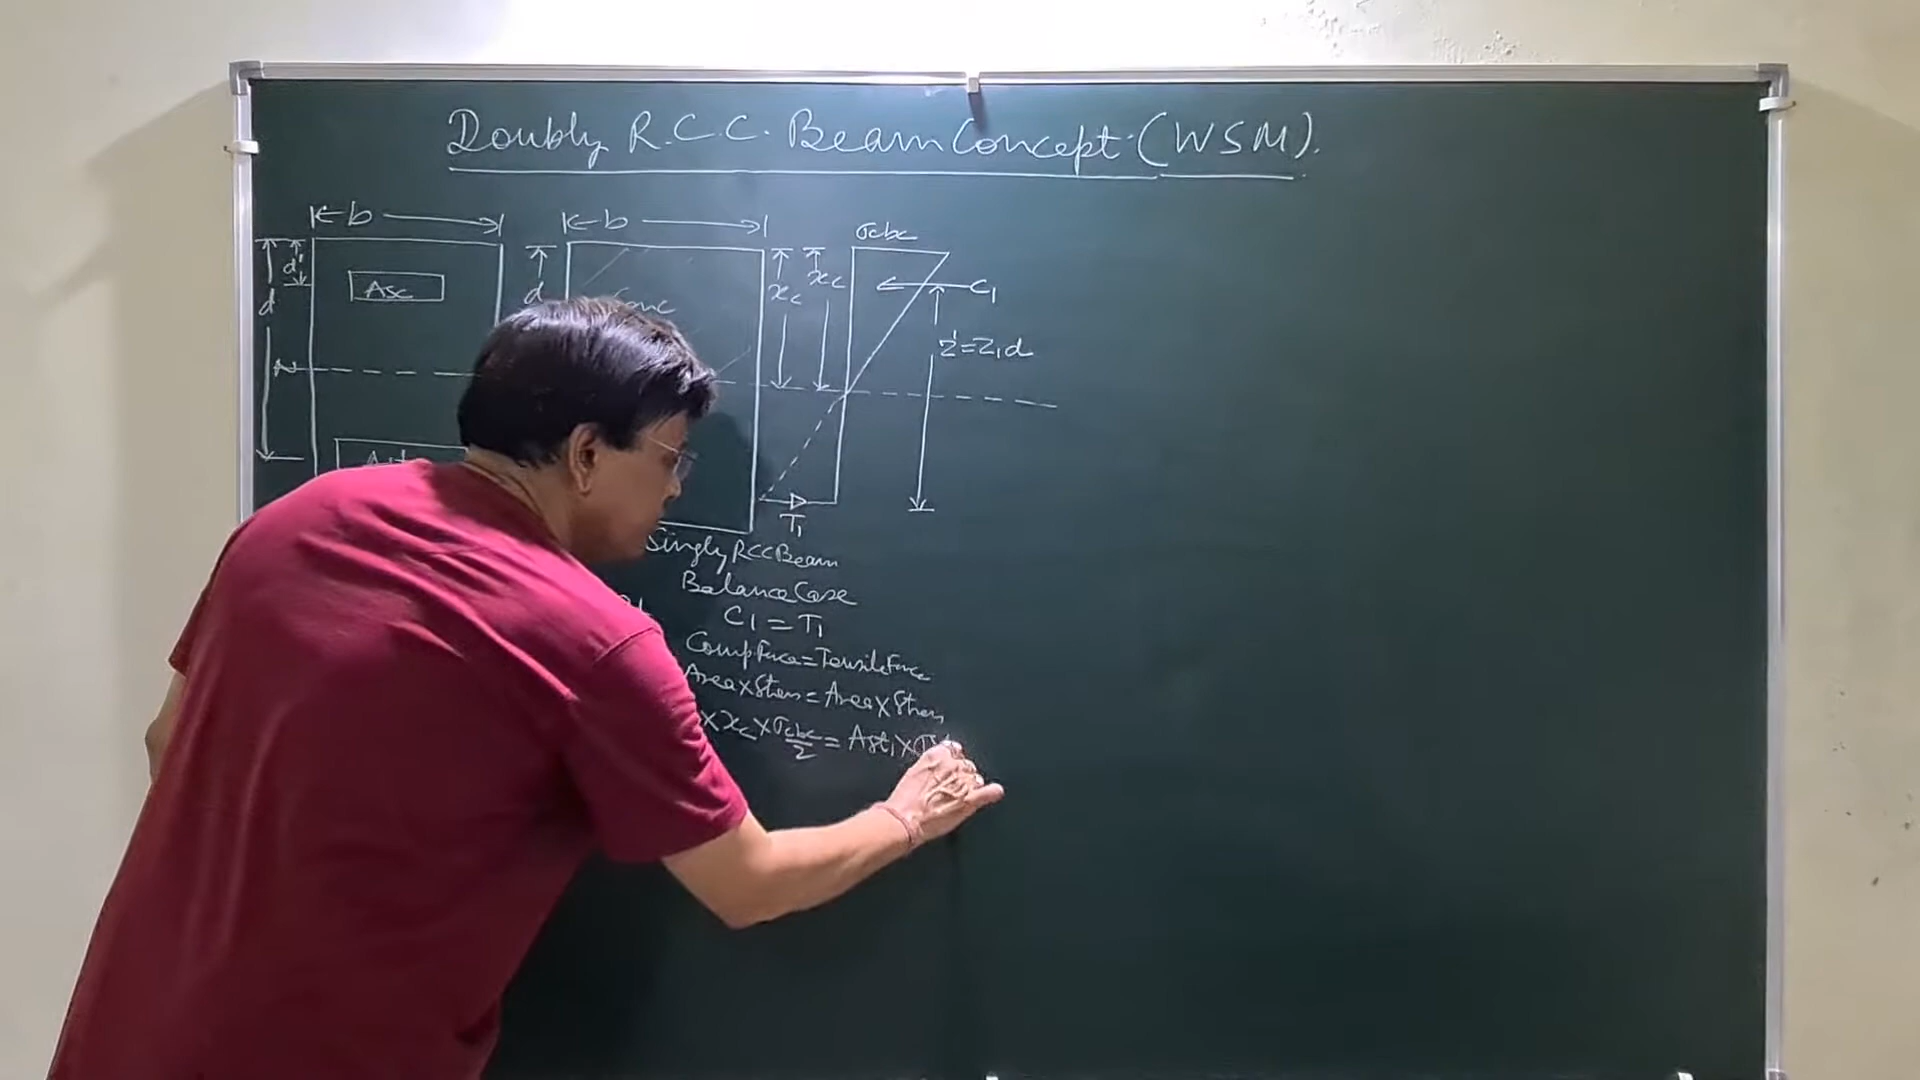 Doubly R.C.C. Beam Concept (WSM).
b
b
σcbc
d'
d
Asc
d
Conc
xc
xc
C1
z'=Z1d
N
T1
Singly RCC Beam
Balance Case
C1 = T1
Comp Force = Tensile Force
Area x Stress = Area x Stress
x xc x σcbc/2 = Ast1 x